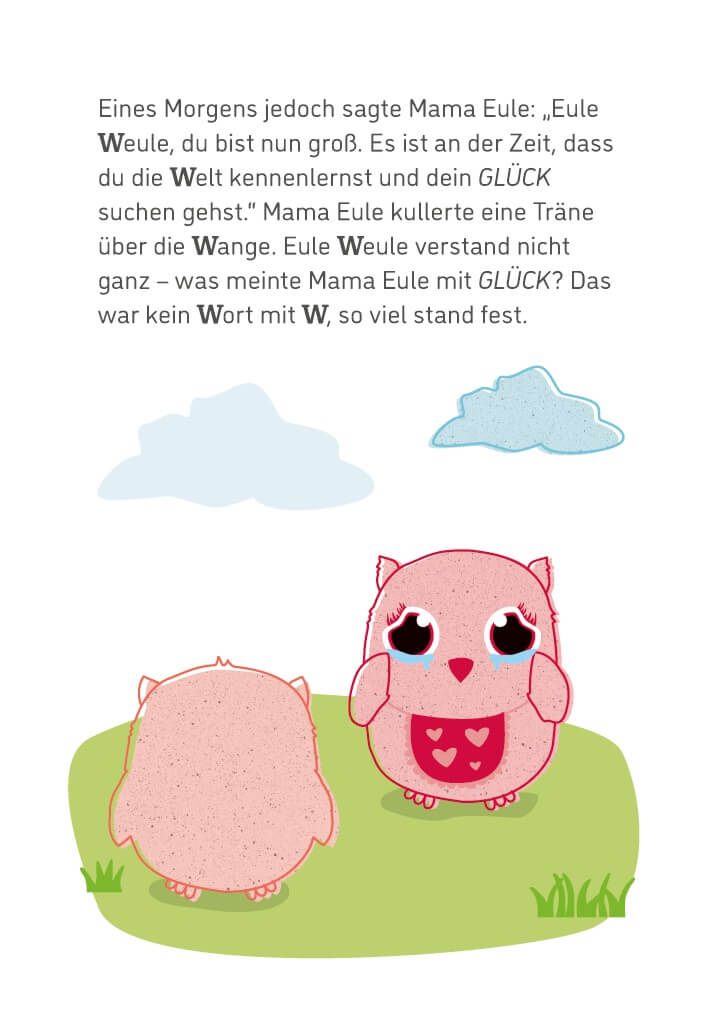 Eines Morgens jedoch sagte Mama Eule: „Eule
Weule, du bist nun groß. Es ist an der Zeit, dass
du die Welt kennenlernst und dein GLÜCK
suchen gehst.“ Mama Eule kullerte eine Träne
über die Wange. Eule Weule verstand nicht
ganz – was meinte Mama Eule mit GLÜCK? Das
war kein Wort mit W, so viel stand fest.